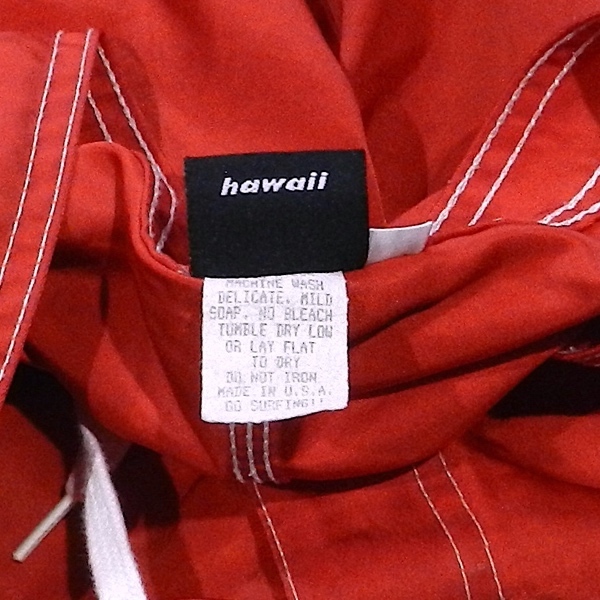 hawaii
MACHINE WASH
DELICATE. MILD
SOAP. NO BLEACH
TUMBLE DRY LOW
OR LAY FLAT
TO DRY
DO NOT IRON
MADE IN U.S.A.
GO SURFING!!